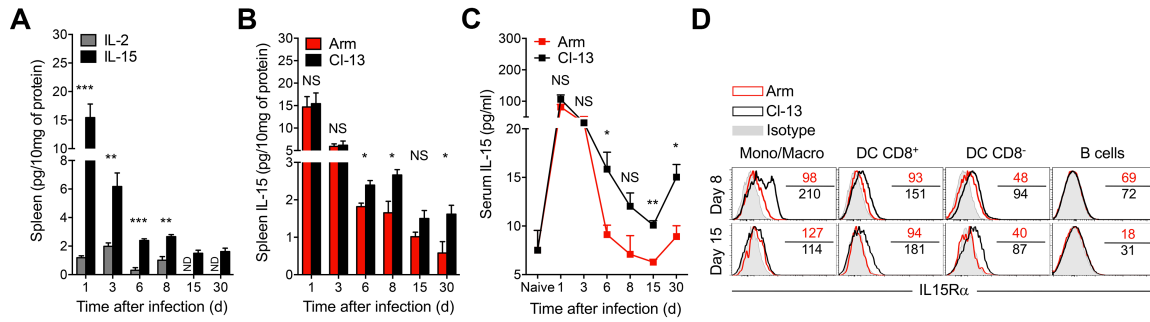 A
IL-2
IL-15
Spleen (pg/10mg of protein)
30
25
20
15
10
8
6
4
2
0
***
**
***
**
ND
ND
1 3 6 8 15 30
Time after infection (d)
B
Arm
Cl-13
Spleen IL-15 (pg/10mg of protein)
30
25
20
15
10
5
3
2
1
0
NS
NS
*
*
NS
*
1 3 6 8 15 30
Time after infection (d)
C
Arm
Cl-13
Serum IL-15 (pg/ml)
300
200
100
20
15
10
5
NS
NS
*
NS
**
*
Naive 1 3 6 8 15 30
Time after infection (d)
D
Arm
Cl-13
Isotype
Mono/Macro DC CD8⁺ DC CD8⁻ B cells
Day 8
98 93 48 69
210 151 94 72
Day 15
127 94 40 18
114 181 87 31
IL15Rα